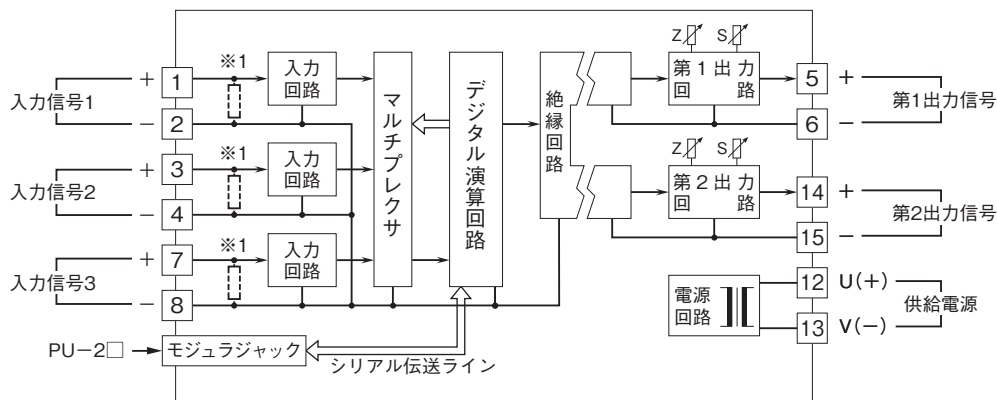 入力信号1
＋ 1
－ 2
※1
入力回路
入力信号2
＋ 3
－ 4
※1
入力回路
入力信号3
＋ 7
－ 8
※1
入力回路
マルチプレクサ
デジタル演算回路
絶縁回路
Z S
第1出力回路
5 ＋
6 －
第1出力信号
Z S
第2出力回路
14 ＋
15 －
第2出力信号
電源回路
12 U(＋)
13 V(－)
供給電源
PU－2□
モジュラジャック
シリアル伝送ライン